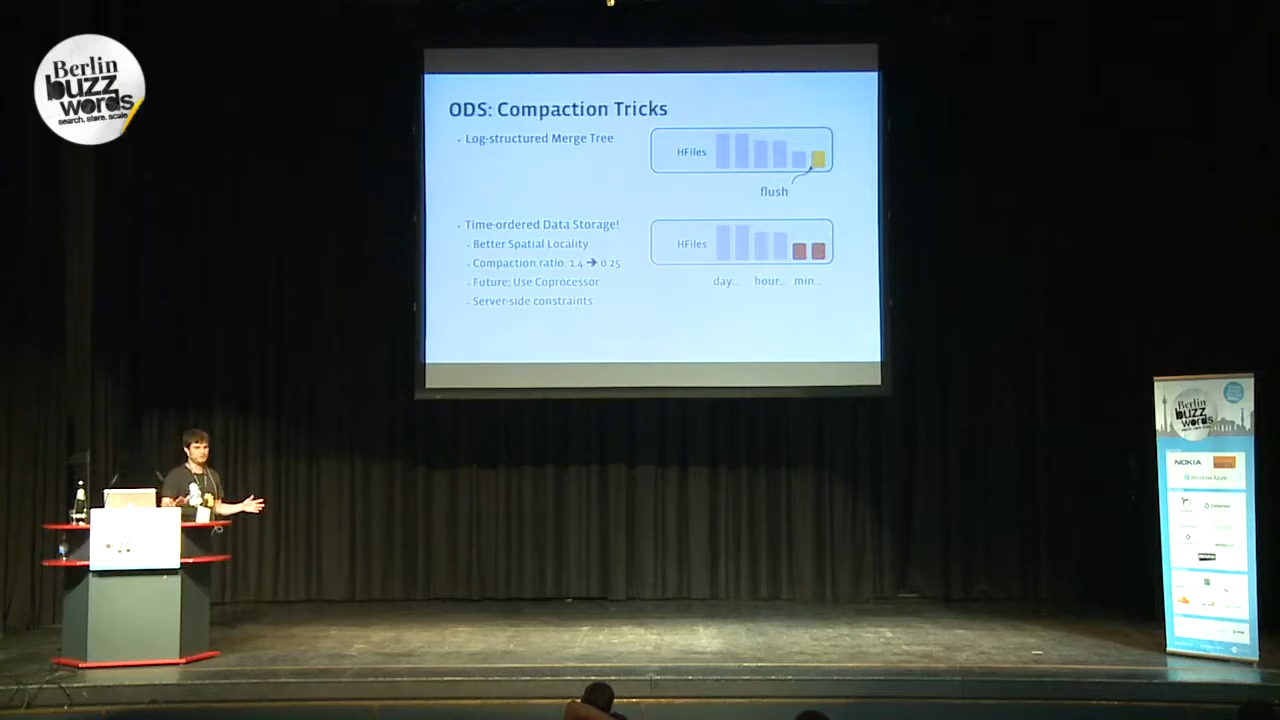 Berlin
buzz
words
search. store. scale
ODS: Compaction Tricks
· Log-structured Merge Tree
HFiles
flush
· Time-ordered Data Storage!
· Better Spatial Locality
· Compaction ratio 1.4 → 0.25
· Future: Use Coprocessor
· Server-side constraints
HFiles
day... hour... min...
Berlin
buzz
words
NOKIA
Windows Azure